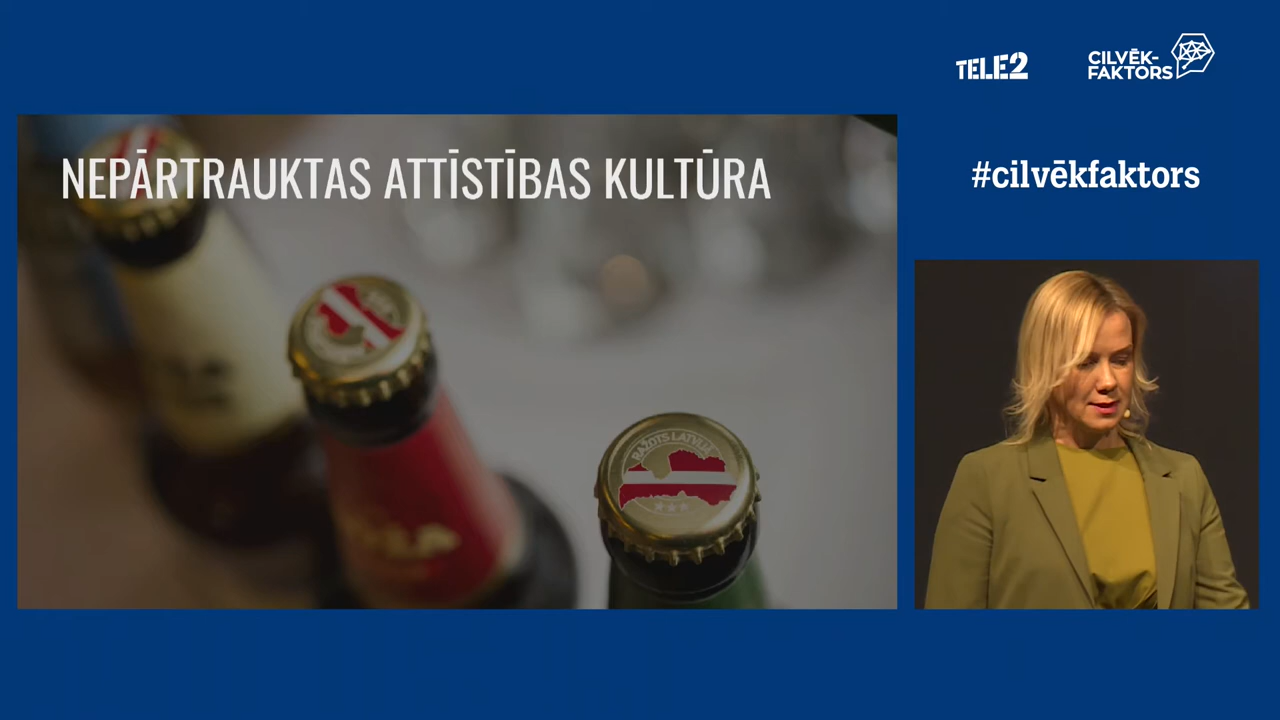 TELE2
CILVĒK-
FAKTORS
NEPĀRTRAUKTAS ATTĪSTĪBAS KULTŪRA
#cilvēkfaktors
RAŽOTS LATVIJĀ